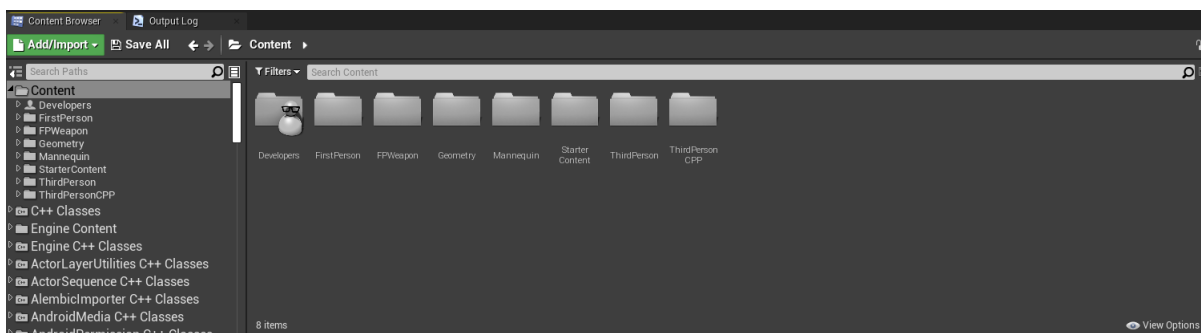 Content Browser
Output Log
Add/Import
Save All
Content
Search Paths
Filters
Search Content
Content
Developers
FirstPerson
FPWeapon
Geometry
Mannequin
StarterContent
ThirdPerson
ThirdPersonCPP
C++ Classes
Engine Content
Engine C++ Classes
ActorLayerUtilities C++ Classes
ActorSequence C++ Classes
AlembicImporter C++ Classes
AndroidMedia C++ Classes
AndroidPermission C++ Classes
Developers
FirstPerson
FPWeapon
Geometry
Mannequin
Starter
Content
ThirdPerson
ThirdPerson
CPP
8 items
View Options